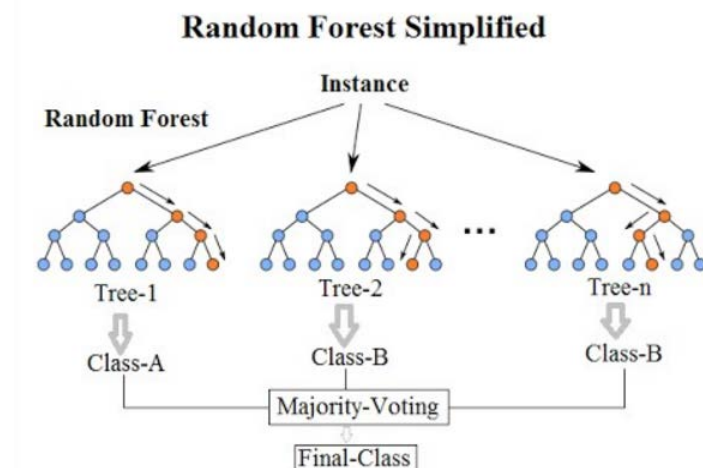 Random Forest Simplified
Instance
Random Forest
...
Tree-1
Tree-2
Tree-n
Class-A
Class-B
Class-B
Majority-Voting
Final-Class